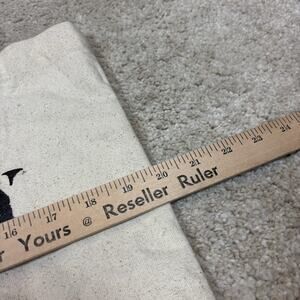 16 17 18 19 20 21 22 23 24
r Yours @ Reseller Ruler